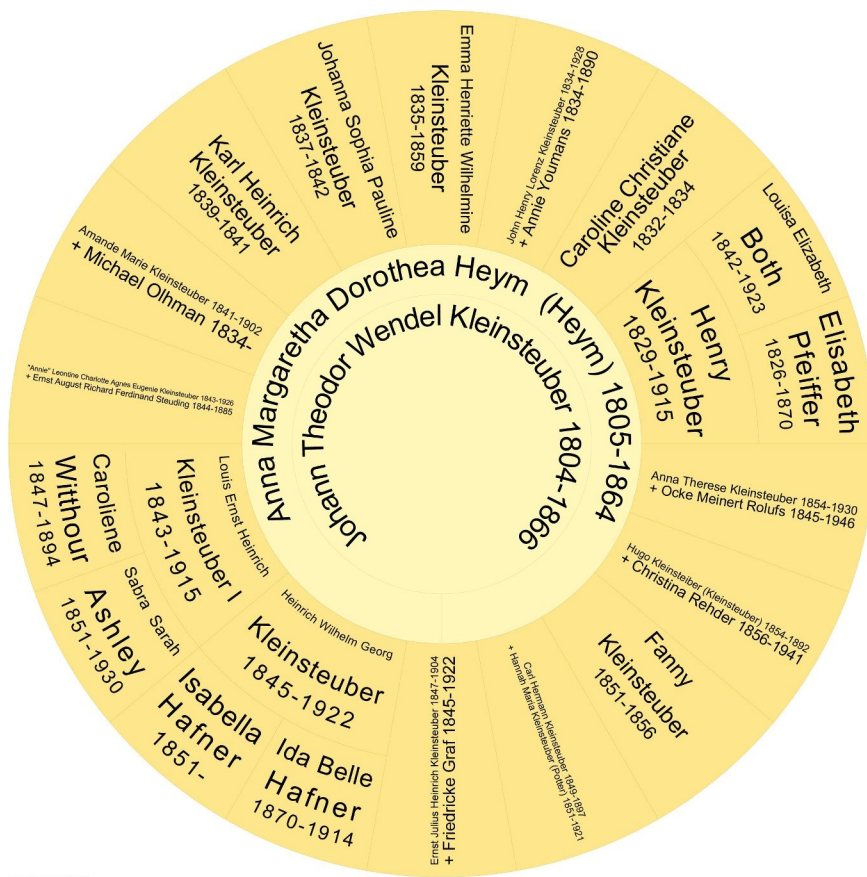 Johann Theodor Wendel Kleinsteuber 1804-1866
Anna Margaretha Dorothea Heym (Heym) 1805-1864
Henry
Kleinsteuber
1829-1915
Louisa Elizabeth
Both
1842-1923
Elisabeth
Pfeiffer
1826-1870
Caroline Christiane
Kleinsteuber
1832-1834
John Henry Lorenz Kleinsteuber 1834-1928
+ Annie Youmans 1834-1890
Emma Henriette Wilhelmine
Kleinsteuber
1835-1859
Johanna Sophia Pauline
Kleinsteuber
1837-1842
Karl Heinrich
Kleinsteuber
1839-1841
Amande Marie Kleinsteuber 1841-1902
+ Michael Olhman 1834-
"Annie" Leontine Charlotte Agnes Eugenie Kleinsteuber 1843-1926
+ Ernst August Richard Ferdinand Steuding 1844-1885
Louis Ernst Heinrich
Kleinsteuber I
1843-1915
Caroliene
Witthour
1847-1894
Sabra Sarah
Ashley
1851-1930
Heinrich Wilhelm Georg
Kleinsteuber
1845-1922
Isabella
Hafner
1851-
Ida Belle
Hafner
1870-1914
Ernst Julius Heinrich Kleinsteuber 1847-1904
+ Friedricke Graf 1845-1922
Carl Hermann Kleinsteuber 1849-1897
+ Hannah Maria Kleinsteuber (Potter) 1851-1921
Fanny
Kleinsteuber
1851-1856
Hugo Kleinsteiber (Kleinsteuber) 1854-1892
+ Christina Rehder 1856-1941
Anna Therese Kleinsteuber 1854-1930
+ Ocke Meinert Rolufs 1845-1946